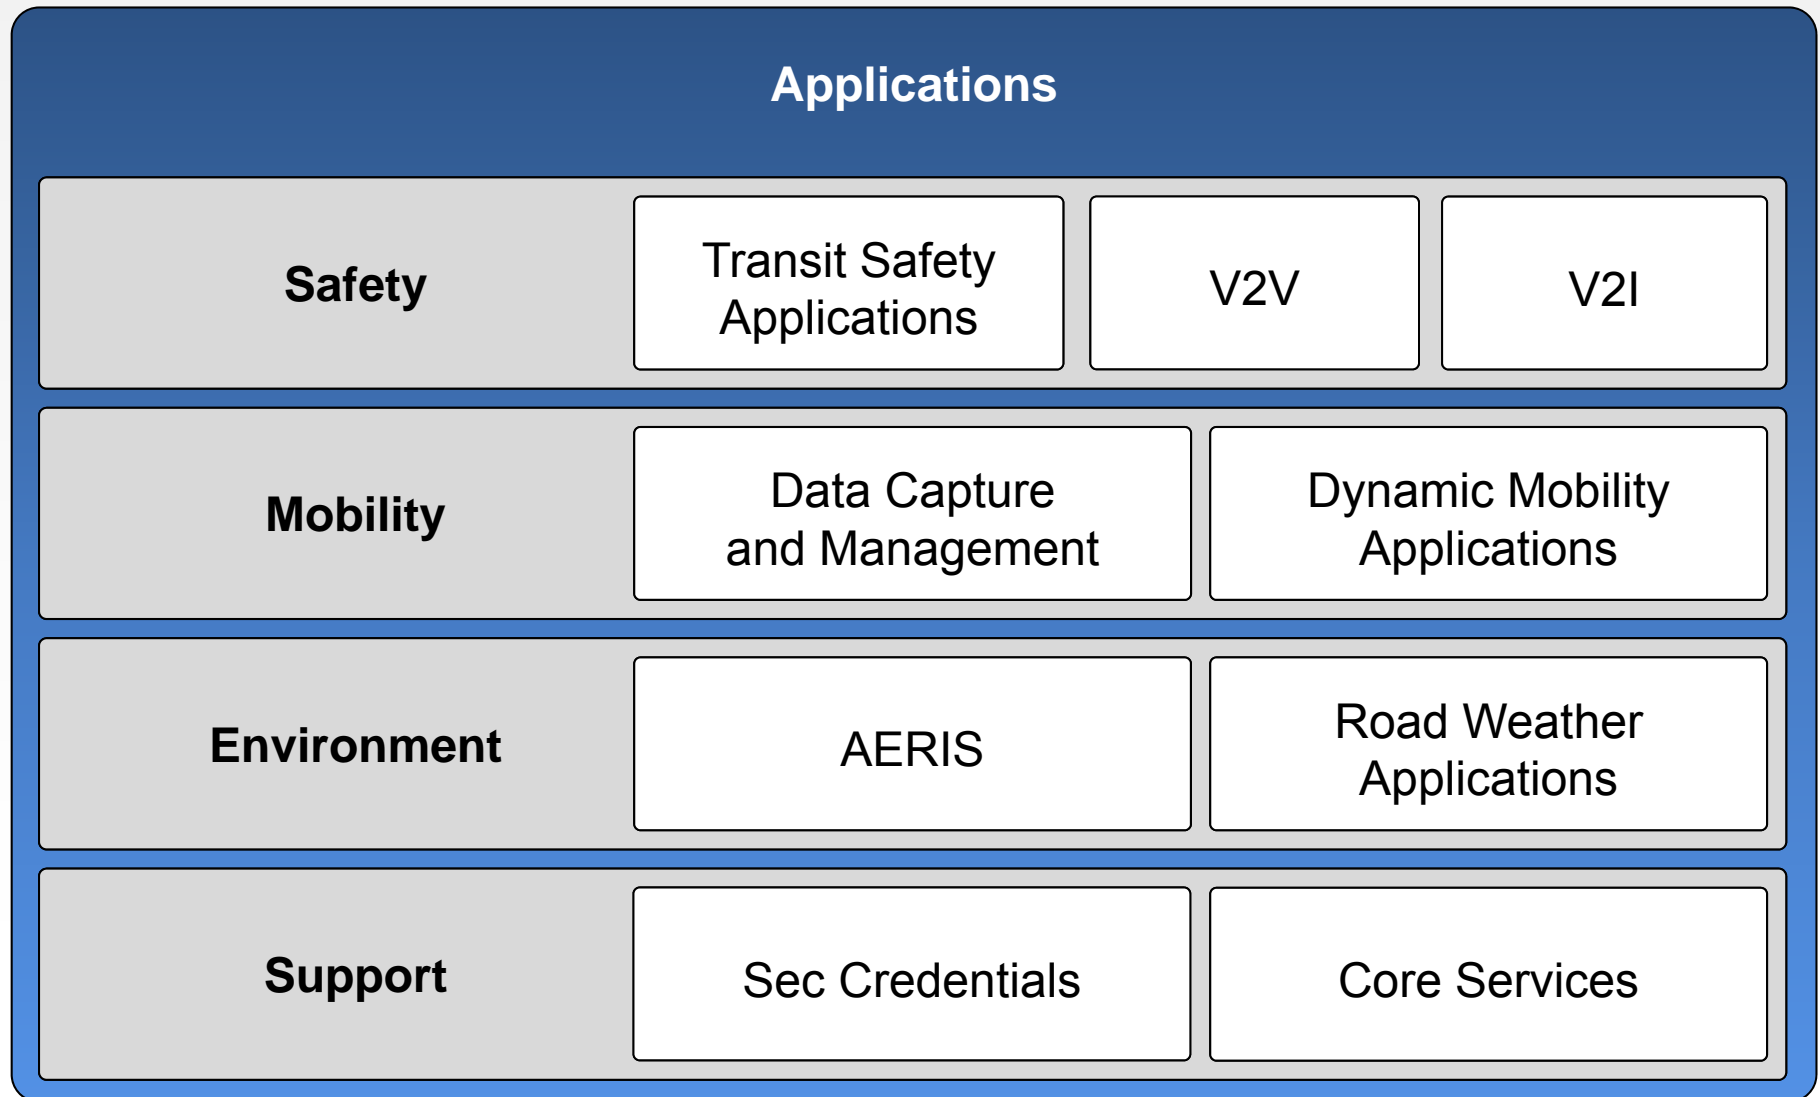 Applications
Safety
Transit Safety
Applications
V2V
V2I
Mobility
Data Capture
and Management
Dynamic Mobility
Applications
Environment
AERIS
Road Weather
Applications
Support
Sec Credentials
Core Services